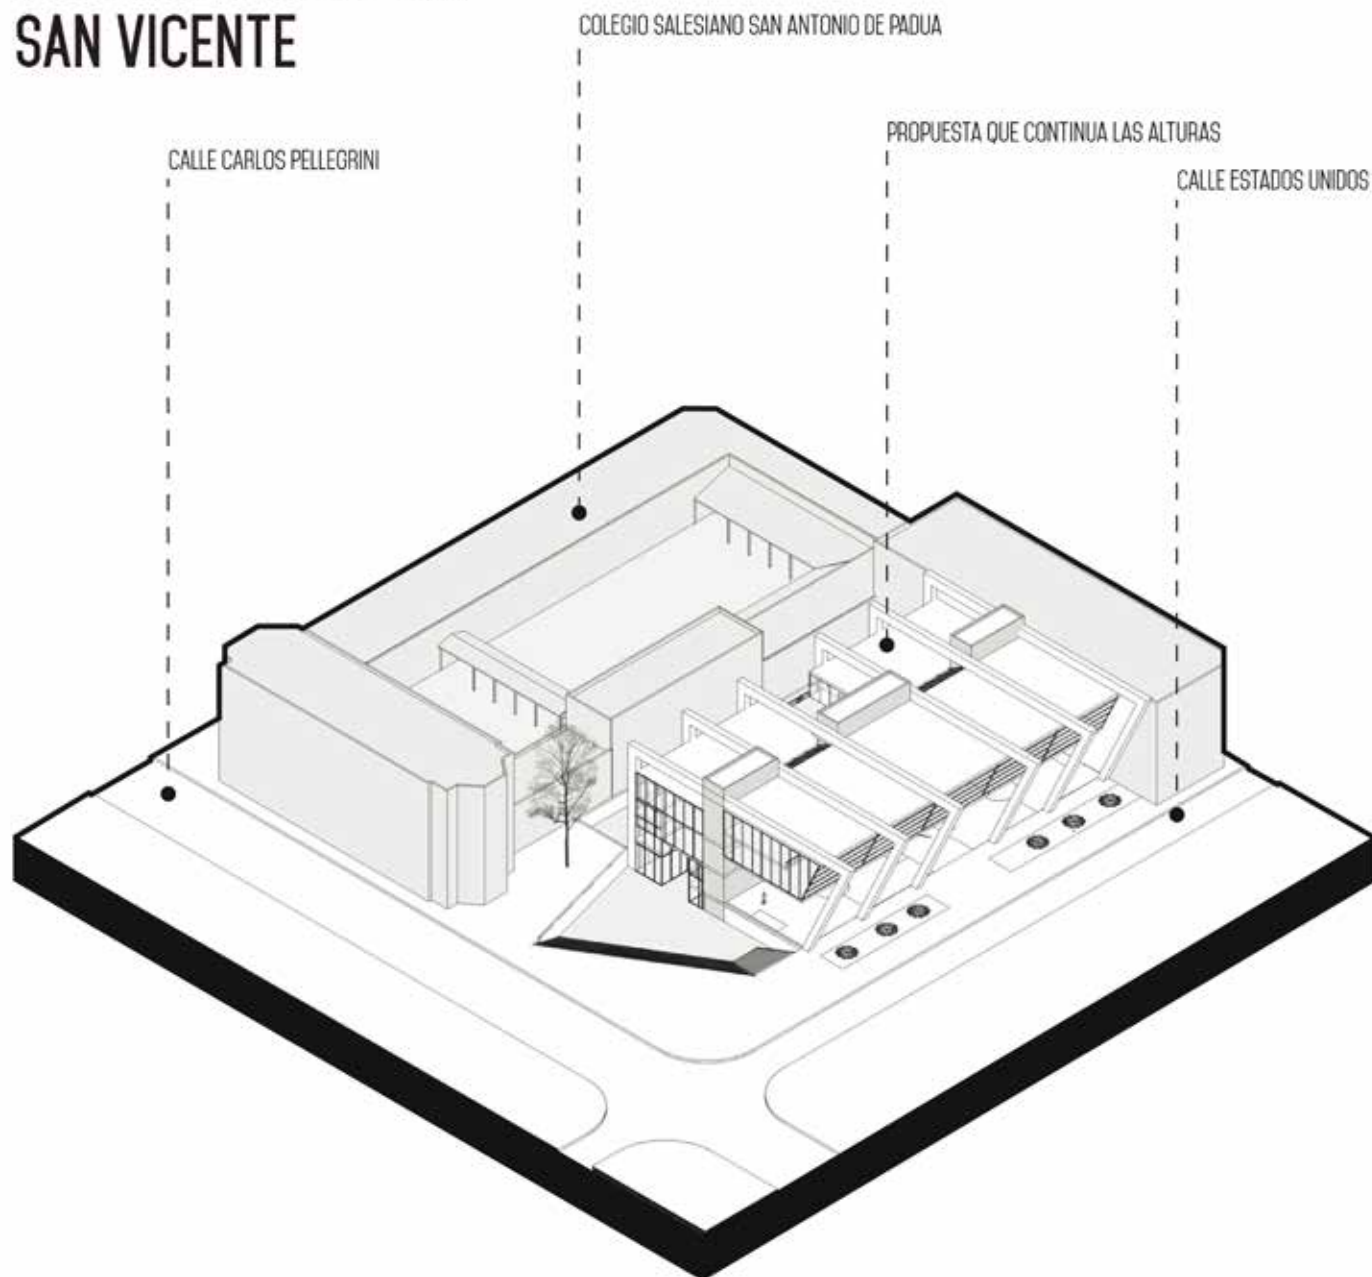 SAN VICENTE
COLEGIO SALESIANO SAN ANTONIO DE PADUA
PROPUESTA QUE CONTINUA LAS ALTURAS
CALLE CARLOS PELLEGRINI
CALLE ESTADOS UNIDOS